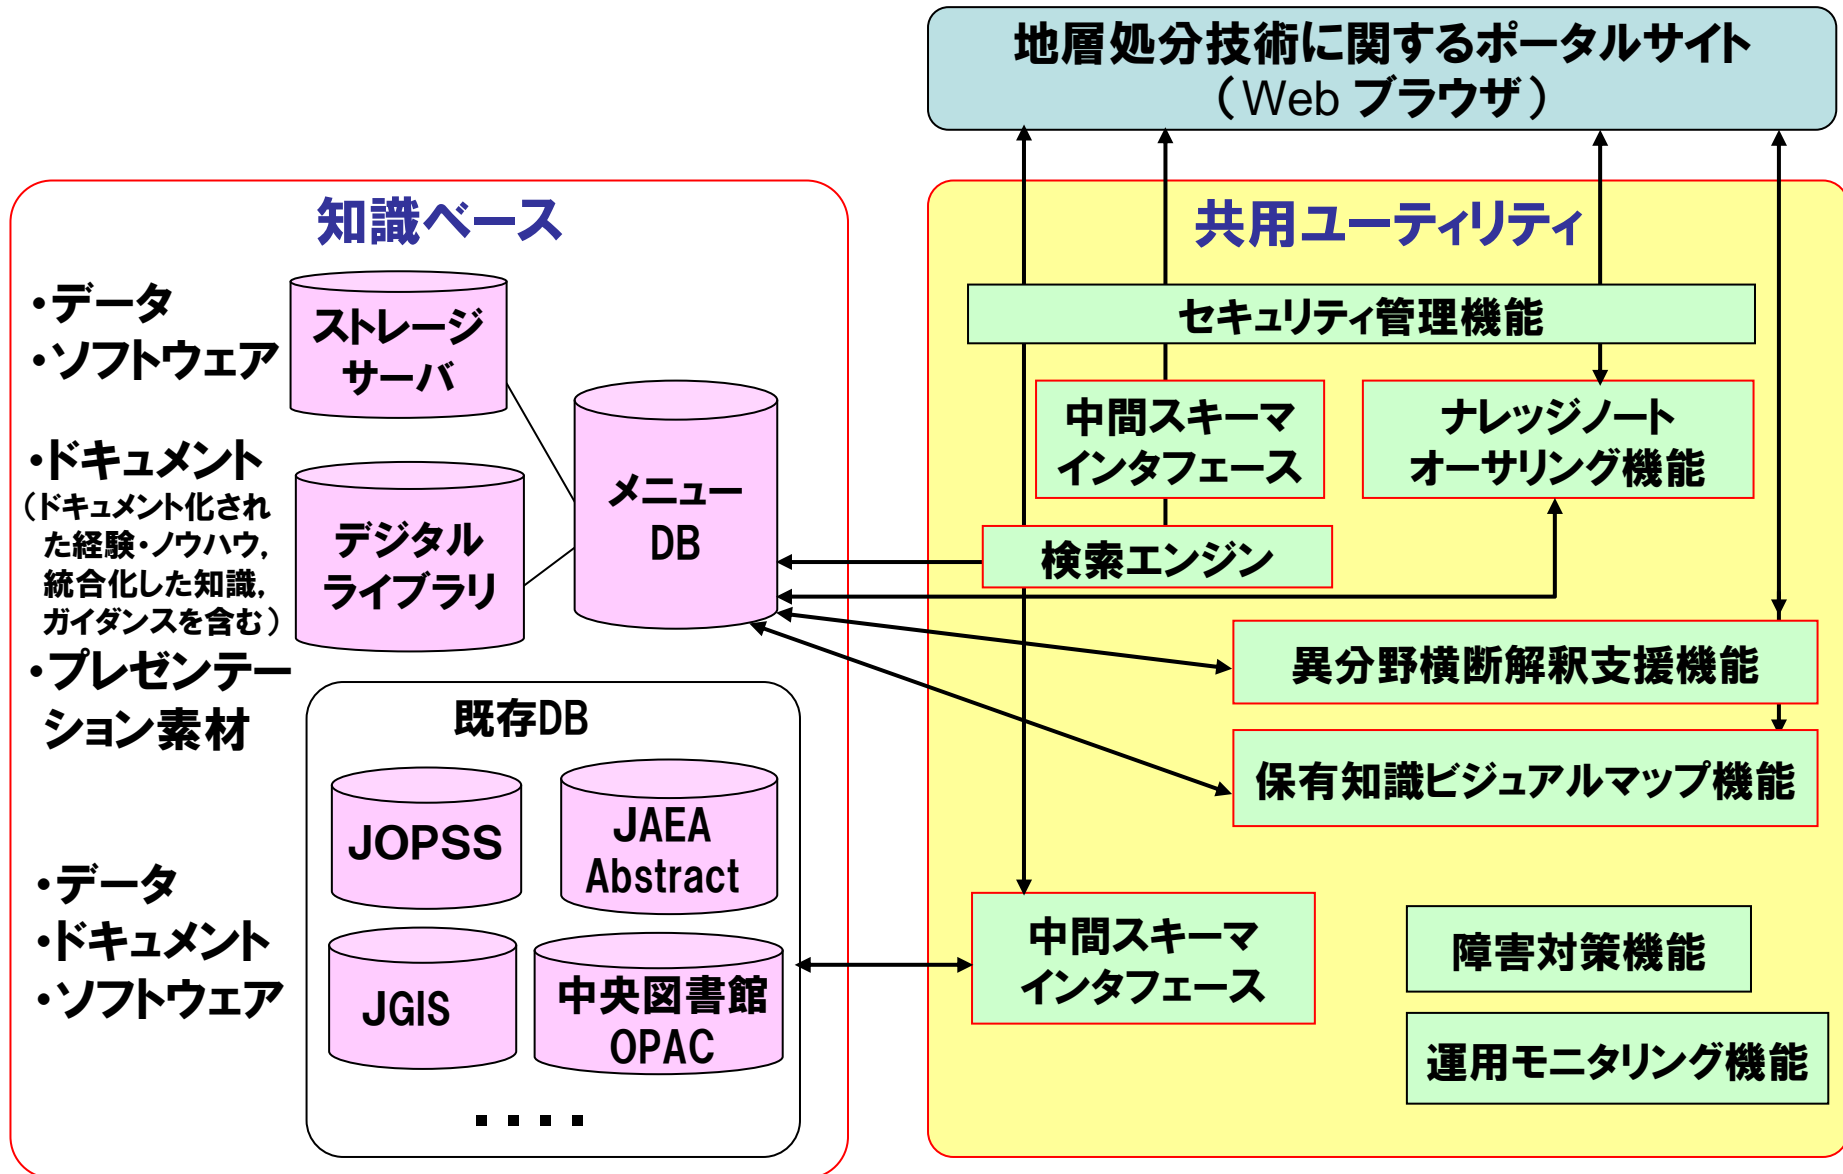 地層処分技術に関するポータルサイト
（Web ブラウザ）
知識ベース
・データ
・ソフトウェア
ストレージ
サーバ
・ドキュメント
（ドキュメント化され
た経験・ノウハウ,
統合化した知識,
ガイダンスを含む）
・プレゼンテー
ション素材
デジタル
ライブラリ
メニュー
DB
既存DB
JOPSS
JAEA
Abstract
JGIS
中央図書館
OPAC
・・・・
・データ
・ドキュメント
・ソフトウェア
共用ユーティリティ
セキュリティ管理機能
中間スキーマ
インタフェース
ナレッジノート
オーサリング機能
検索エンジン
異分野横断解釈支援機能
保有知識ビジュアルマップ機能
中間スキーマ
インタフェース
障害対策機能
運用モニタリング機能